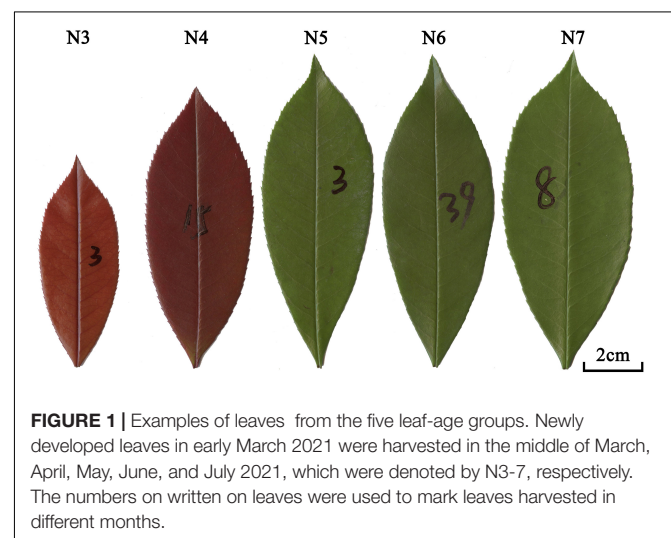 N3 N4 N5 N6 N7
3 15 3 39 8
2cm
FIGURE 1 | Examples of leaves from the five leaf-age groups. Newly
developed leaves in early March 2021 were harvested in the middle of March,
April, May, June, and July 2021, which were denoted by N3-7, respectively.
The numbers on written on leaves were used to mark leaves harvested in
different months.